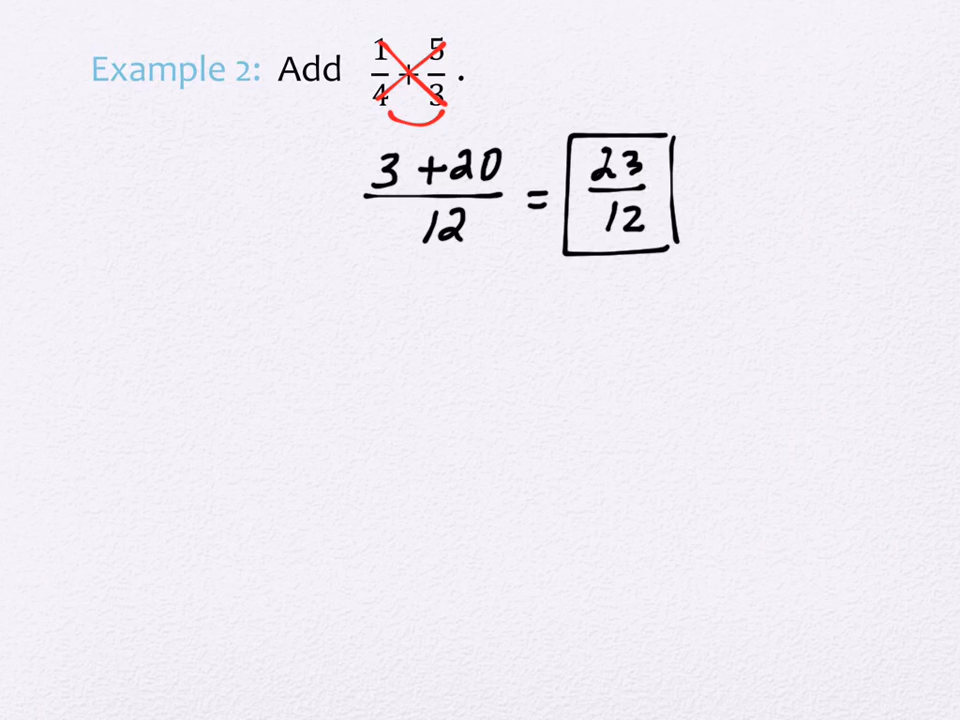 Example 2: Add 1/4 + 5/3 .
3 + 20 / 12 = 23 / 12